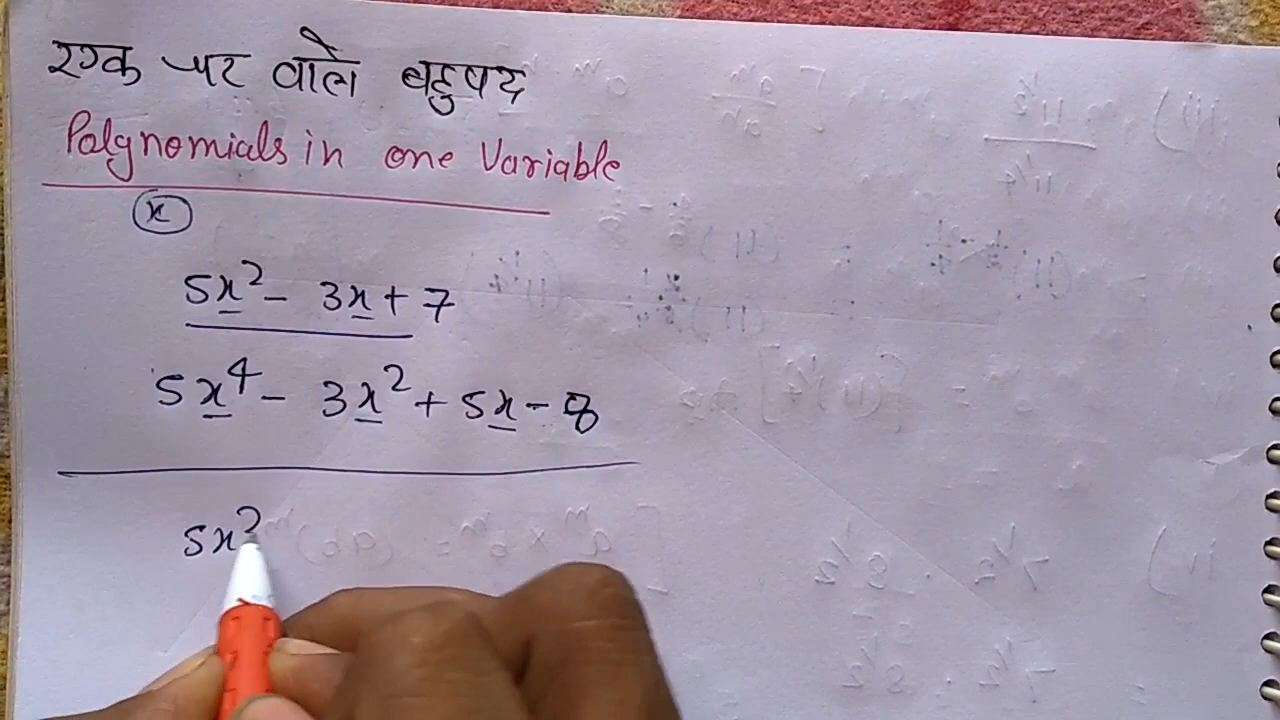 एक चर वाले बहुपद
Polynomials in one Variable
x
5x² - 3x + 7
5x⁴ - 3x² + 5x - 8
5x²